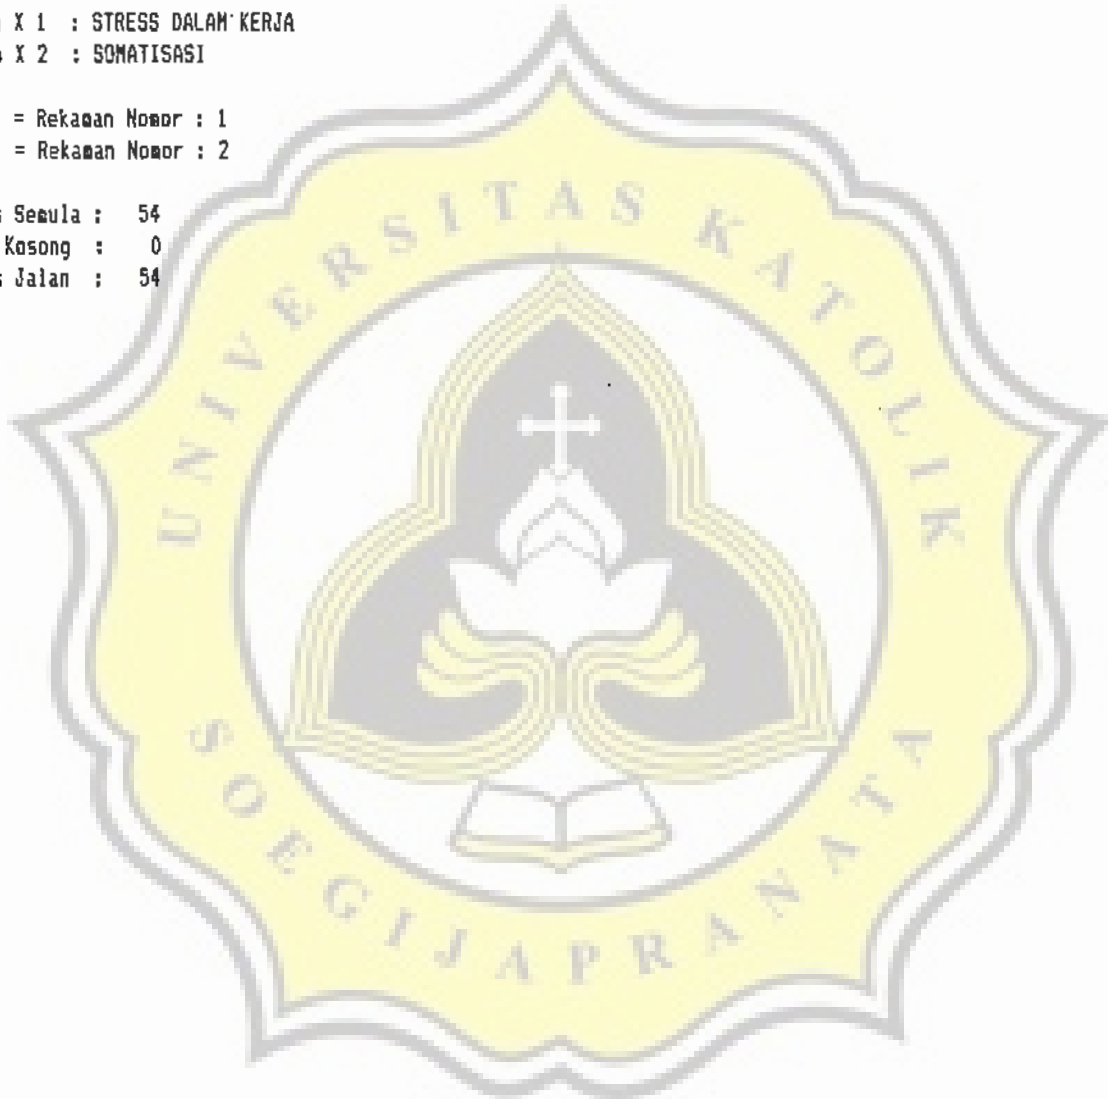 X 1 : STRESS DALAM KERJA
X 2 : SOMATISASI
= Rekaman Nomor : 1
= Rekaman Nomor : 2
Semula : 54
Kosong : 0
Jalan : 54
UNIVERSITAS KATOLIK
SOEGIJAPRANATA